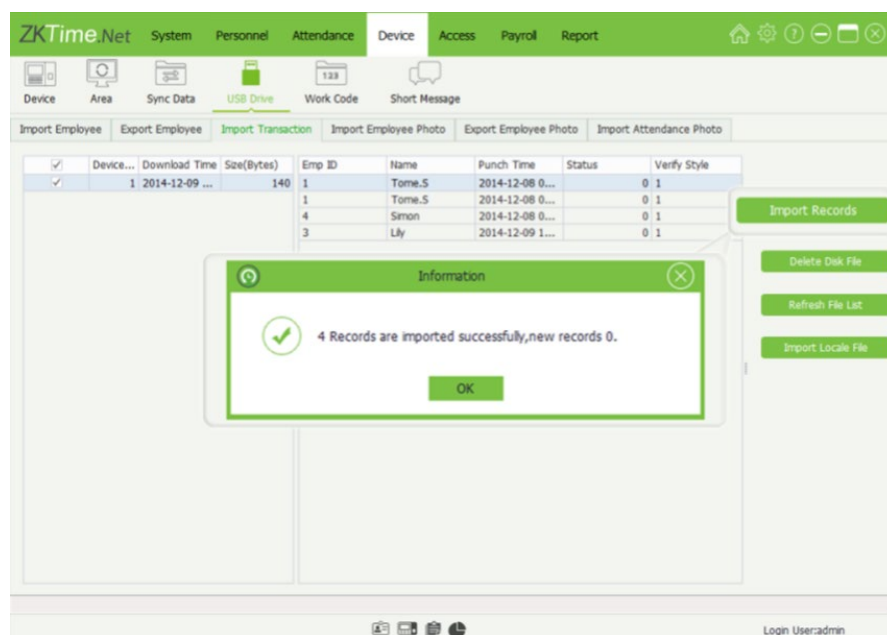 ZKTime.Net System Personnel Attendance Device Access Payrol Report
Device Area Sync Data USB Drive Work Code Short Message
123
Import Employee Export Employee Import Transaction Import Employee Photo Export Employee Photo Import Attendance Photo
Device... Download Time Size(Bytes) Emp ID Name Punch Time Status Verify Style
1 2014-12-09 ... 140 1 Tome.S 2014-12-08 0... 0 1
1 Tome.S 2014-12-08 0... 0 1
4 Simon 2014-12-08 0... 0 1
3 Lily 2014-12-09 1... 0 1
Import Records
Delete Disk File
Refresh File List
Import Locale File
Information
4 Records are imported successfully,new records 0.
OK
Login User:admin